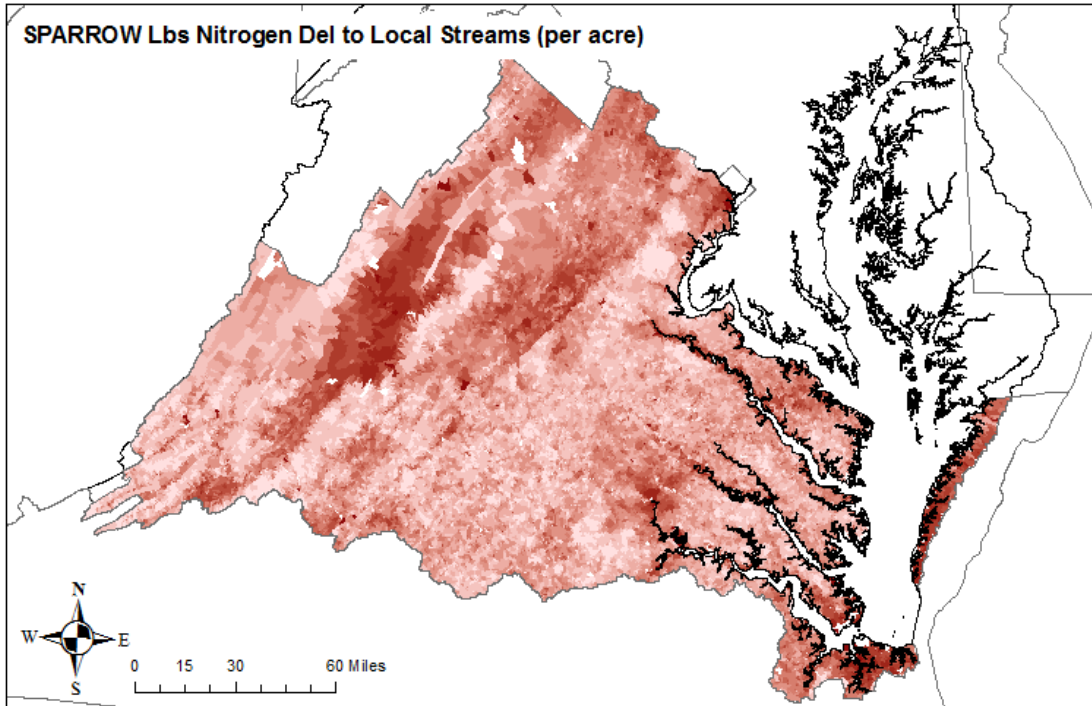 SPARROW Lbs Nitrogen Del to Local Streams (per acre)
N
W E
S
0 15 30 60 Miles